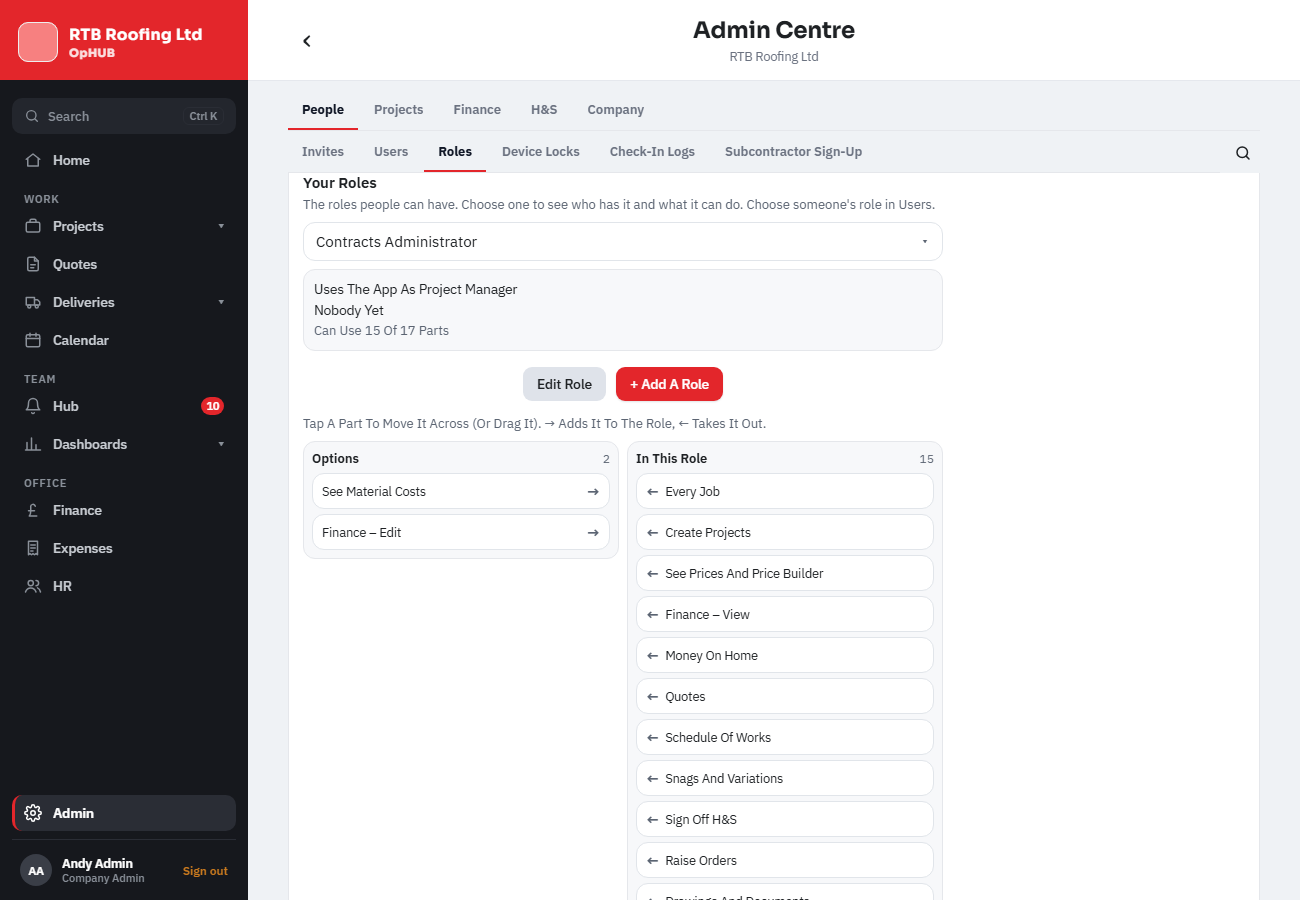 RTB Roofing Ltd
OpHUB
Search
Ctrl K
Home
WORK
Projects
Quotes
Deliveries
Calendar
TEAM
Hub
10
Dashboards
OFFICE
Finance
Expenses
HR
Admin
AA
Andy Admin
Company Admin
Sign out
Admin Centre
RTB Roofing Ltd
People
Projects
Finance
H&S
Company
Invites
Users
Roles
Device Locks
Check-In Logs
Subcontractor Sign-Up
Your Roles
The roles people can have. Choose one to see who has it and what it can do. Choose someone's role in Users.
Contracts Administrator
Uses The App As Project Manager
Nobody Yet
Can Use 15 Of 17 Parts
Edit Role
+ Add A Role
Tap A Part To Move It Across (Or Drag It). → Adds It To The Role, ← Takes It Out.
Options
2
See Material Costs →
Finance – Edit →
In This Role
15
← Every Job
← Create Projects
← See Prices And Price Builder
← Finance – View
← Money On Home
← Quotes
← Schedule Of Works
← Snags And Variations
← Sign Off H&S
← Raise Orders
← Drawings And Documents